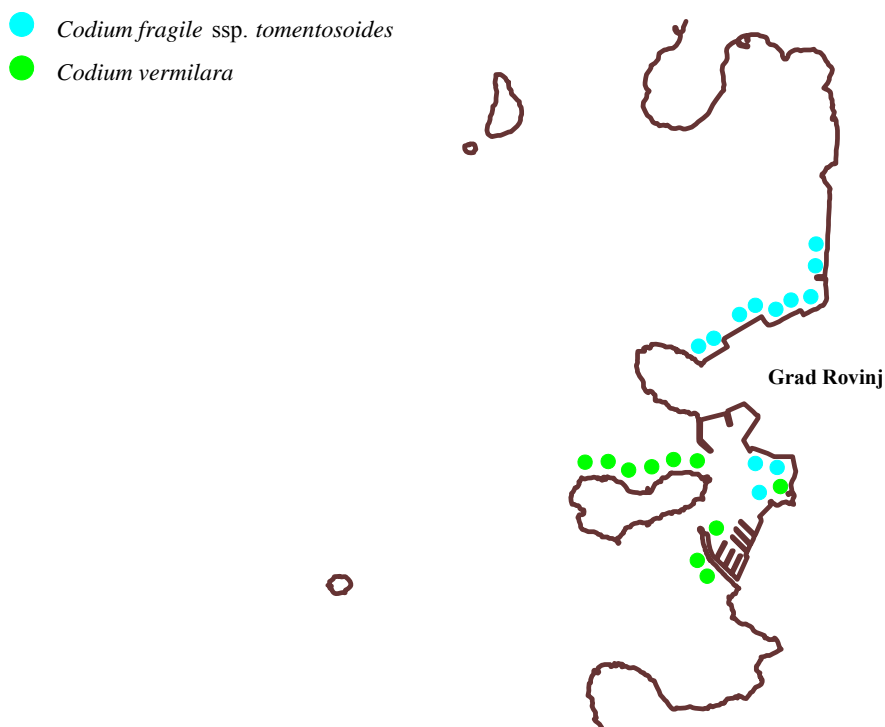 Codium fragile ssp. tomentosoides
Codium vermilara
Grad Rovinj